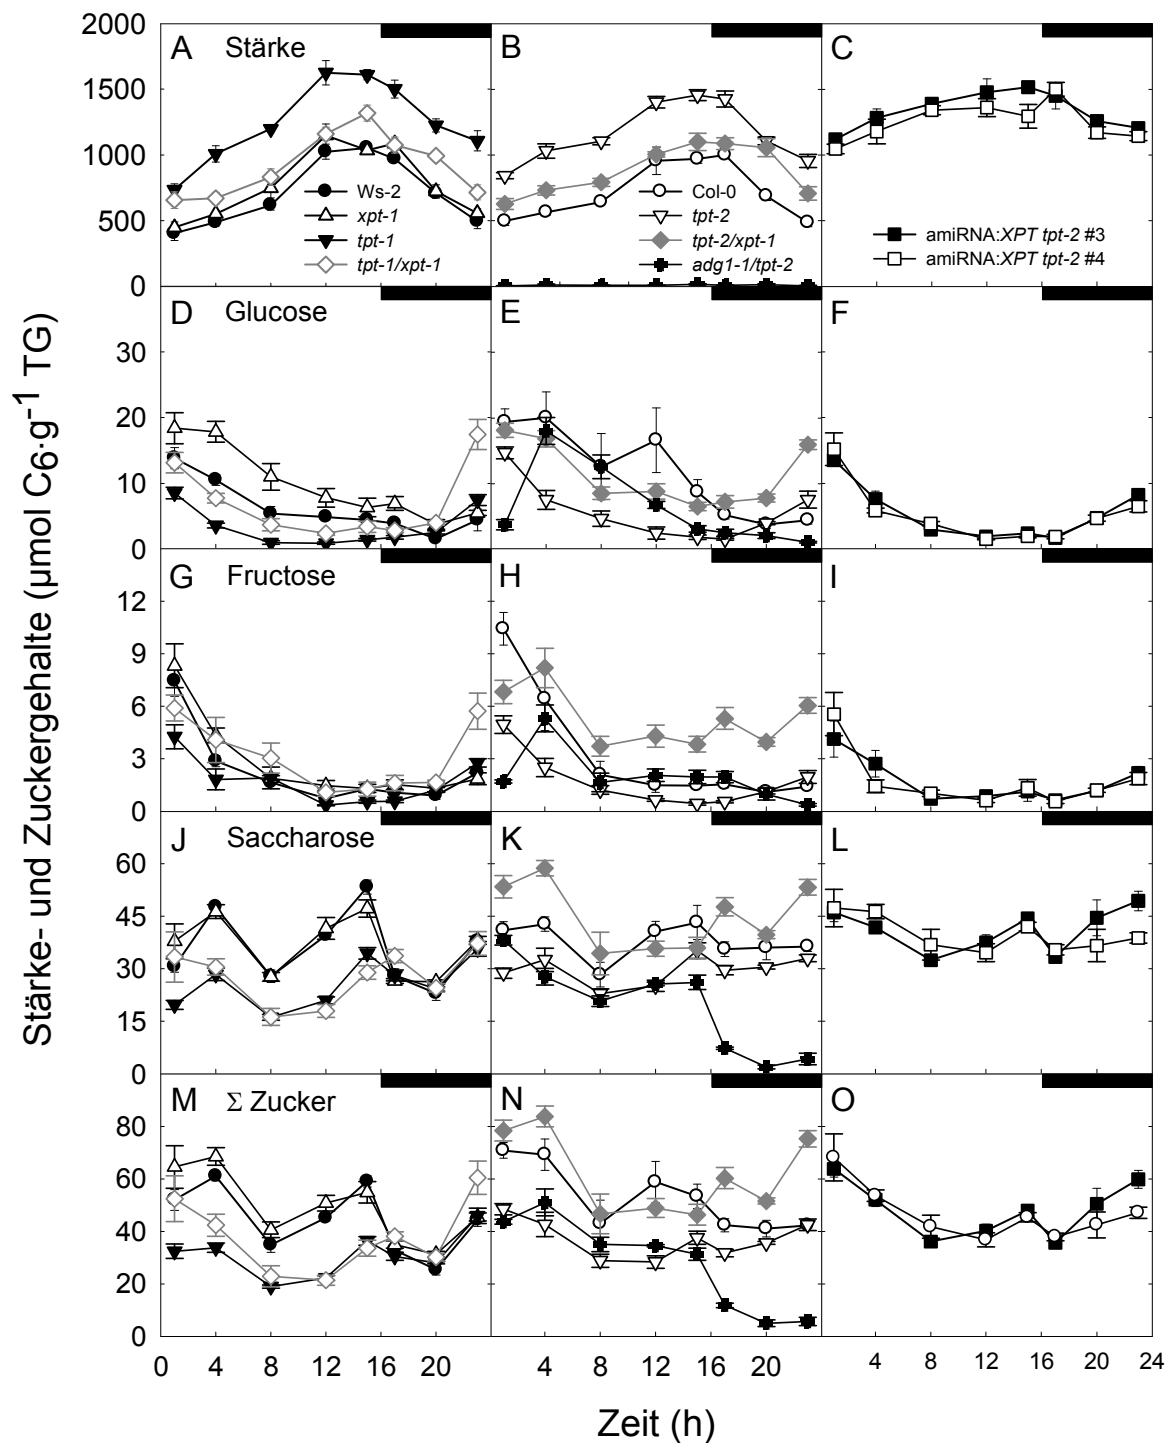 Stärke- und Zuckergehalte (µmol C6·g-1 TG)
2000
1500
1000
500
0
A Stärke
Ws-2
xpt-1
tpt-1
tpt-1/xpt-1
B
Col-0
tpt-2
tpt-2/xpt-1
adg1-1/tpt-2
C
amiRNA:XPT tpt-2 #3
amiRNA:XPT tpt-2 #4
30
20
10
0
D Glucose
E
F
12
9
6
3
0
G Fructose
H
I
60
45
30
15
0
J Saccharose
K
L
80
60
40
20
0
M Σ Zucker
N
O
0 4 8 12 16 20
4 8 12 16 20
4 8 12 16 20 24
Zeit (h)